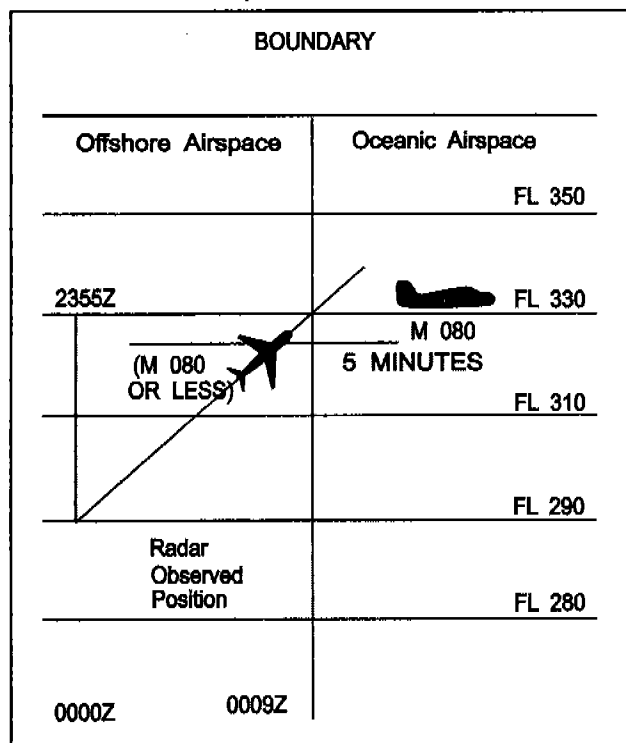 BOUNDARY
Offshore Airspace
Oceanic Airspace
FL 350
2355Z
FL 330
M 080
(M 080
OR LESS)
5 MINUTES
FL 310
FL 290
Radar
Observed
Position
FL 280
0000Z
0009Z